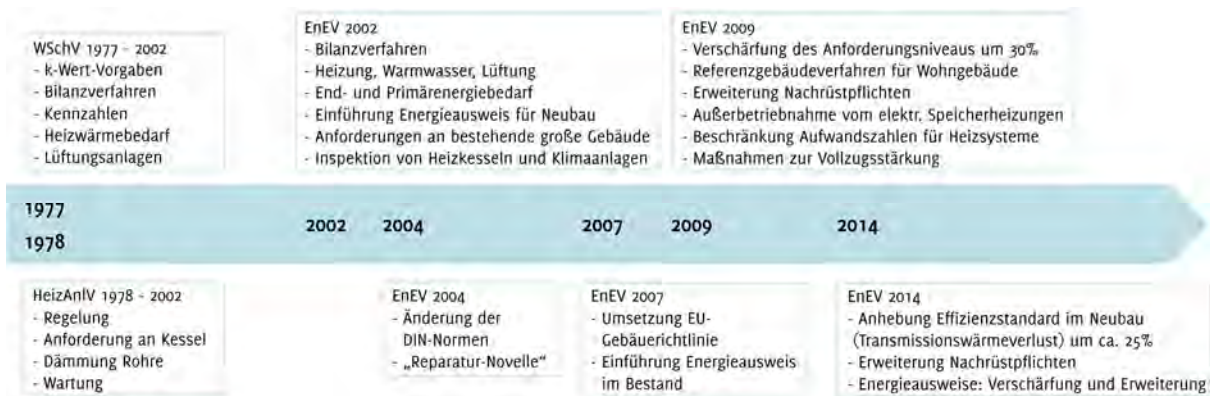 WSchV 1977 - 2002
- k-Wert-Vorgaben
- Bilanzverfahren
- Kennzahlen
- Heizwärmebedarf
- Lüftungsanlagen
EnEV 2002
- Bilanzverfahren
- Heizung, Warmwasser, Lüftung
- End- und Primärenergiebedarf
- Einführung Energieausweis für Neubau
- Anforderungen an bestehende große Gebäude
- Inspektion von Heizkesseln und Klimaanlagen
EnEV 2009
- Verschärfung des Anforderungsniveaus um 30%
- Referenzgebäudeverfahren für Wohngebäude
- Erweiterung Nachrüstpflichten
- Außerbetriebnahme vom elektr. Speicherheizungen
- Beschränkung Aufwandszahlen für Heizsysteme
- Maßnahmen zur Vollzugsstärkung
1977
1978
2002
2004
2007
2009
2014
HeizAnlV 1978 - 2002
- Regelung
- Anforderung an Kessel
- Dämmung Rohre
- Wartung
EnEV 2004
- Änderung der
DIN-Normen
- „Reparatur-Novelle“
EnEV 2007
- Umsetzung EU-
Gebäuerichtlinie
- Einführung Energieausweis
im Bestand
EnEV 2014
- Anhebung Effizienzstandard im Neubau
(Transmissionswärmeverlust) um ca. 25%
- Erweiterung Nachrüstpflichten
- Energieausweise: Verschärfung und Erweiterung